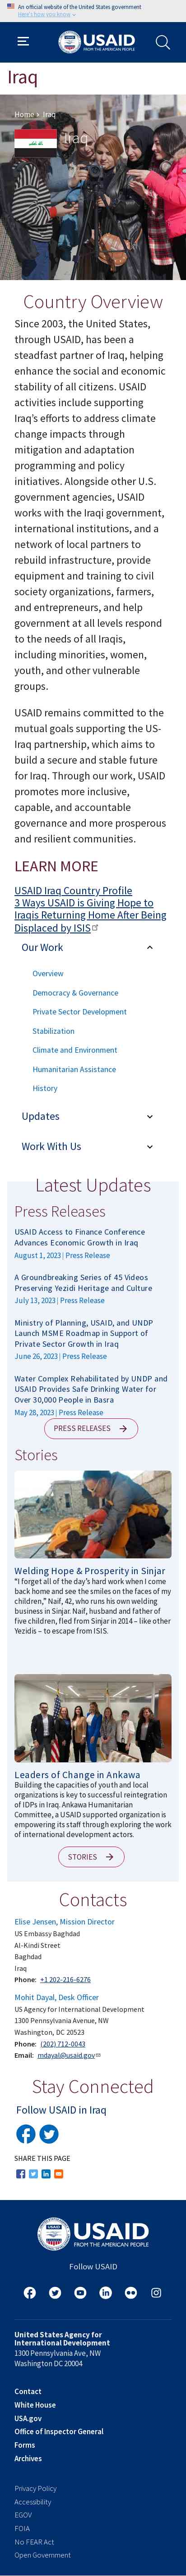 An official website of the United States government
Here's how you know
USAID
FROM THE AMERICAN PEOPLE
Iraq
Home › Iraq
Iraq
Country Overview
Since 2003, the United States,
through USAID, has been a
steadfast partner of Iraq, helping
enhance the social and economic
stability of all citizens. USAID
activities include supporting
Iraq's efforts to address climate
change impacts through
mitigation and adaptation
programming and policy
initiatives. Alongside other U.S.
government agencies, USAID
works with the Iraqi government,
international institutions, and a
network of local partners to
rebuild infrastructure, provide
equipment and training to civil
society organizations, farmers,
and entrepreneurs, and help
government at all levels respond
to the needs of all Iraqis,
including minorities, women,
youth, and other vulnerable
groups.
USAID remains committed to the
mutual goals supporting the US-
Iraq partnership, which aims to
build a secure and stable future
for Iraq. Through our work, USAID
promotes a more inclusive,
capable, and accountable
governance and more prosperous
and resilient communities.
LEARN MORE
USAID Iraq Country Profile
3 Ways USAID is Giving Hope to
Iraqis Returning Home After Being
Displaced by ISIS
Our Work
Overview
Democracy & Governance
Private Sector Development
Stabilization
Climate and Environment
Humanitarian Assistance
History
Updates
Work With Us
Latest Updates
Press Releases
USAID Access to Finance Conference
Advances Economic Growth in Iraq
August 1, 2023 | Press Release
A Groundbreaking Series of 45 Videos
Preserving Yezidi Heritage and Culture
July 13, 2023 | Press Release
Ministry of Planning, USAID, and UNDP
Launch MSME Roadmap in Support of
Private Sector Growth in Iraq
June 26, 2023 | Press Release
Water Complex Rehabilitated by UNDP and
USAID Provides Safe Drinking Water for
Over 30,000 People in Basra
May 28, 2023 | Press Release
PRESS RELEASES
Stories
Welding Hope & Prosperity in Sinjar
"I forget all of the day's hard work when I come
back home and see the smiles on the faces of my
children," Naif, 42, who runs his own welding
business in Sinjar. Naif, husband and father of
five children, fled from Sinjar in 2014 – like other
Yezidis – to escape from ISIS.
Leaders of Change in Ankawa
Building the capacities of youth and local
organizations is key to successful reintegration
of IDPs in Iraq. Ankawa Humanitarian
Committee, a USAID supported organization is
empowering its staff through exploring the work
of international development actors.
STORIES
Contacts
Elise Jensen, Mission Director
US Embassy Baghdad
Al-Kindi Street
Baghdad
Iraq
Phone: +1 202-216-6276
Mohit Dayal, Desk Officer
US Agency for International Development
1300 Pennsylvania Avenue, NW
Washington, DC 20523
Phone: (202) 712-0043
Email: mdayal@usaid.gov
Stay Connected
Follow USAID in Iraq
SHARE THIS PAGE
USAID
FROM THE AMERICAN PEOPLE
Follow USAID
United States Agency for
International Development
1300 Pennsylvania Ave, NW
Washington DC 20004
Contact
White House
USA.gov
Office of Inspector General
Forms
Archives
Privacy Policy
Accessibility
EGOV
FOIA
No FEAR Act
Open Government